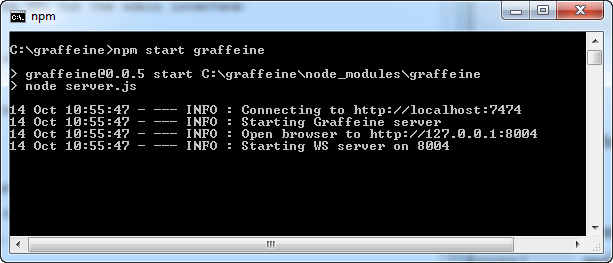 npm
C:\graffeine>npm start graffeine
> graffeine@0.0.5 start C:\graffeine\node_modules\graffeine
> node server.js
14 Oct 10:55:47 - --- INFO : Connecting to http://localhost:7474
14 Oct 10:55:47 - --- INFO : Starting Graffeine server
14 Oct 10:55:47 - --- INFO : Open browser to http://127.0.0.1:8004
14 Oct 10:55:47 - --- INFO : Starting WS server on 8004